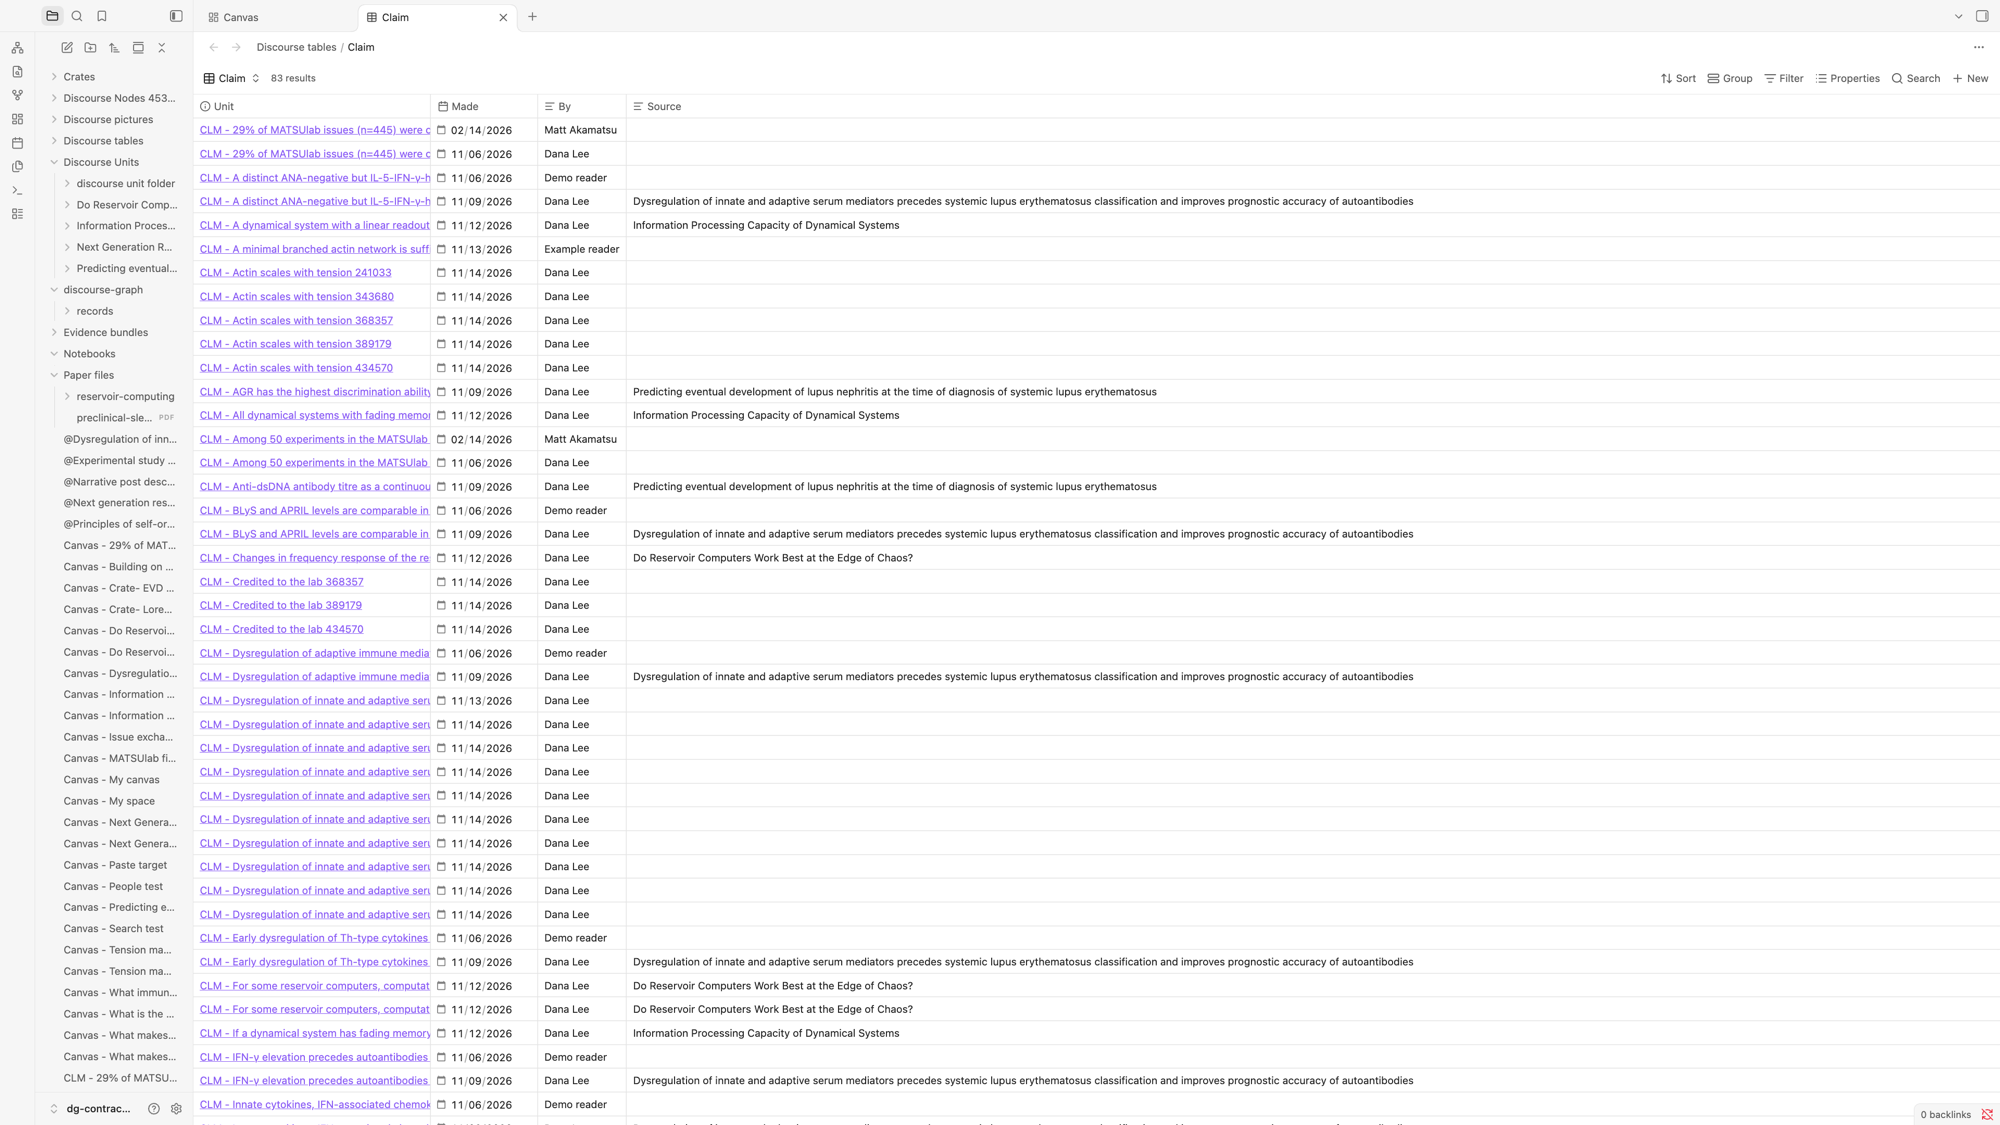 Canvas
Claim
Discourse tables / Claim
Claim
83 results
Sort
Group
Filter
Properties
Search
New
Crates
Discourse Nodes 453...
Discourse pictures
Discourse tables
Discourse Units
discourse unit folder
Do Reservoir Comp...
Information Proces...
Next Generation R...
Predicting eventual...
discourse-graph
records
Evidence bundles
Notebooks
Paper files
reservoir-computing
preclinical-sle... PDF
@Dysregulation of inn...
@Experimental study ...
@Narrative post desc...
@Next generation res...
@Principles of self-or...
Canvas - 29% of MAT...
Canvas - Building on ...
Canvas - Crate- EVD ...
Canvas - Crate- Lore...
Canvas - Do Reservoi...
Canvas - Do Reservoi...
Canvas - Dysregulatio...
Canvas - Information ...
Canvas - Information ...
Canvas - Issue excha...
Canvas - MATSUlab fi...
Canvas - My canvas
Canvas - My space
Canvas - Next Genera...
Canvas - Next Genera...
Canvas - Paste target
Canvas - People test
Canvas - Predicting e...
Canvas - Search test
Canvas - Tension ma...
Canvas - Tension ma...
Canvas - What immun...
Canvas - What is the ...
Canvas - What makes...
Canvas - What makes...
CLM - 29% of MATSU...
dg-contrac...
Unit Made By Source
CLM - 29% of MATSUlab issues (n=445) were 02/14/2026 Matt Akamatsu
CLM - 29% of MATSUlab issues (n=445) were 11/06/2026 Dana Lee
CLM - A distinct ANA-negative but IL-5-IFN-γ-h 11/06/2026 Demo reader
CLM - A distinct ANA-negative but IL-5-IFN-γ-h 11/09/2026 Dana Lee Dysregulation of innate and adaptive serum mediators precedes systemic lupus erythematosus classification and improves prognostic accuracy of autoantibodies
CLM - A dynamical system with a linear readout 11/12/2026 Dana Lee Information Processing Capacity of Dynamical Systems
CLM - A minimal branched actin network is suff 11/13/2026 Example reader
CLM - Actin scales with tension 241033 11/14/2026 Dana Lee
CLM - Actin scales with tension 343680 11/14/2026 Dana Lee
CLM - Actin scales with tension 368357 11/14/2026 Dana Lee
CLM - Actin scales with tension 389179 11/14/2026 Dana Lee
CLM - Actin scales with tension 434570 11/14/2026 Dana Lee
CLM - AGR has the highest discrimination ability 11/09/2026 Dana Lee Predicting eventual development of lupus nephritis at the time of diagnosis of systemic lupus erythematosus
CLM - All dynamical systems with fading memor 11/12/2026 Dana Lee Information Processing Capacity of Dynamical Systems
CLM - Among 50 experiments in the MATSUlab 02/14/2026 Matt Akamatsu
CLM - Among 50 experiments in the MATSUlab 11/06/2026 Dana Lee
CLM - Anti-dsDNA antibody titre as a continuou 11/09/2026 Dana Lee Predicting eventual development of lupus nephritis at the time of diagnosis of systemic lupus erythematosus
CLM - BLyS and APRIL levels are comparable in 11/06/2026 Demo reader
CLM - BLyS and APRIL levels are comparable in 11/09/2026 Dana Lee Dysregulation of innate and adaptive serum mediators precedes systemic lupus erythematosus classification and improves prognostic accuracy of autoantibodies
CLM - Changes in frequency response of the re 11/12/2026 Dana Lee Do Reservoir Computers Work Best at the Edge of Chaos?
CLM - Credited to the lab 368357 11/14/2026 Dana Lee
CLM - Credited to the lab 389179 11/14/2026 Dana Lee
CLM - Credited to the lab 434570 11/14/2026 Dana Lee
CLM - Dysregulation of adaptive immune media 11/06/2026 Demo reader
CLM - Dysregulation of adaptive immune media 11/09/2026 Dana Lee Dysregulation of innate and adaptive serum mediators precedes systemic lupus erythematosus classification and improves prognostic accuracy of autoantibodies
CLM - Dysregulation of innate and adaptive seru 11/13/2026 Dana Lee
CLM - Dysregulation of innate and adaptive seru 11/14/2026 Dana Lee
CLM - Dysregulation of innate and adaptive seru 11/14/2026 Dana Lee
CLM - Dysregulation of innate and adaptive seru 11/14/2026 Dana Lee
CLM - Dysregulation of innate and adaptive seru 11/14/2026 Dana Lee
CLM - Dysregulation of innate and adaptive seru 11/14/2026 Dana Lee
CLM - Dysregulation of innate and adaptive seru 11/14/2026 Dana Lee
CLM - Dysregulation of innate and adaptive seru 11/14/2026 Dana Lee
CLM - Dysregulation of innate and adaptive seru 11/14/2026 Dana Lee
CLM - Dysregulation of innate and adaptive seru 11/14/2026 Dana Lee
CLM - Early dysregulation of Th-type cytokines 11/06/2026 Demo reader
CLM - Early dysregulation of Th-type cytokines 11/09/2026 Dana Lee Dysregulation of innate and adaptive serum mediators precedes systemic lupus erythematosus classification and improves prognostic accuracy of autoantibodies
CLM - For some reservoir computers, computat 11/12/2026 Dana Lee Do Reservoir Computers Work Best at the Edge of Chaos?
CLM - For some reservoir computers, computat 11/12/2026 Dana Lee Do Reservoir Computers Work Best at the Edge of Chaos?
CLM - If a dynamical system has fading memory 11/12/2026 Dana Lee Information Processing Capacity of Dynamical Systems
CLM - IFN-γ elevation precedes autoantibodies 11/06/2026 Demo reader
CLM - IFN-γ elevation precedes autoantibodies 11/09/2026 Dana Lee Dysregulation of innate and adaptive serum mediators precedes systemic lupus erythematosus classification and improves prognostic accuracy of autoantibodies
CLM - Innate cytokines, IFN-associated chemok 11/06/2026 Demo reader
0 backlinks